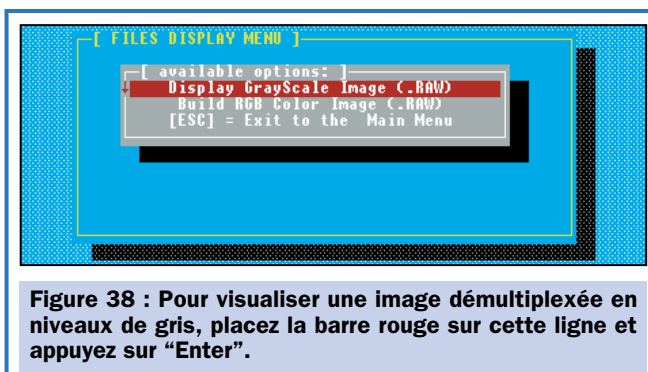 [ FILES DISPLAY MENU ]
[ available options: ]
Display GrayScale Image (.RAW)
Build RGB Color Image (.RAW)
[ESC] = Exit to the Main Menu
Figure 38 : Pour visualiser une image démultiplexée en
niveaux de gris, placez la barre rouge sur cette ligne et
appuyez sur “Enter”.